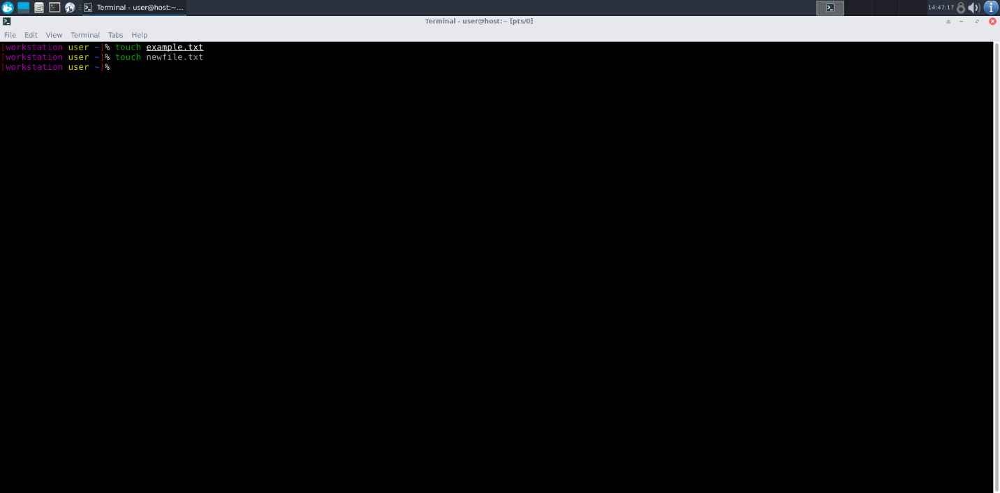 Terminal - user@host:~...
14:47:17
Terminal - user@host:~ [pts/0]
File Edit View Terminal Tabs Help
[workstation user ~]% touch example.txt
[workstation user ~]% touch newfile.txt
[workstation user ~]%